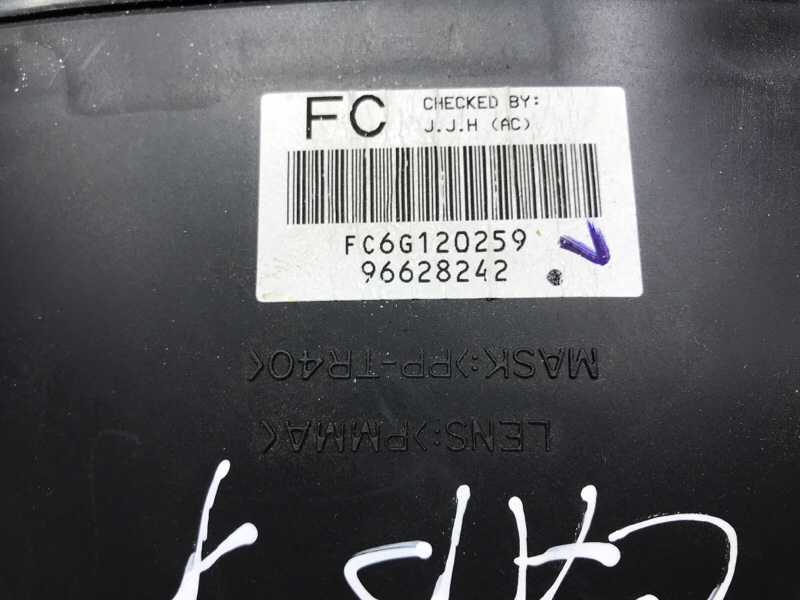 FC
CHECKED BY:
J.J.H (AC)
FC6G120259
96628242
MASK:>PP-TR40<
LENS:>PMMA<